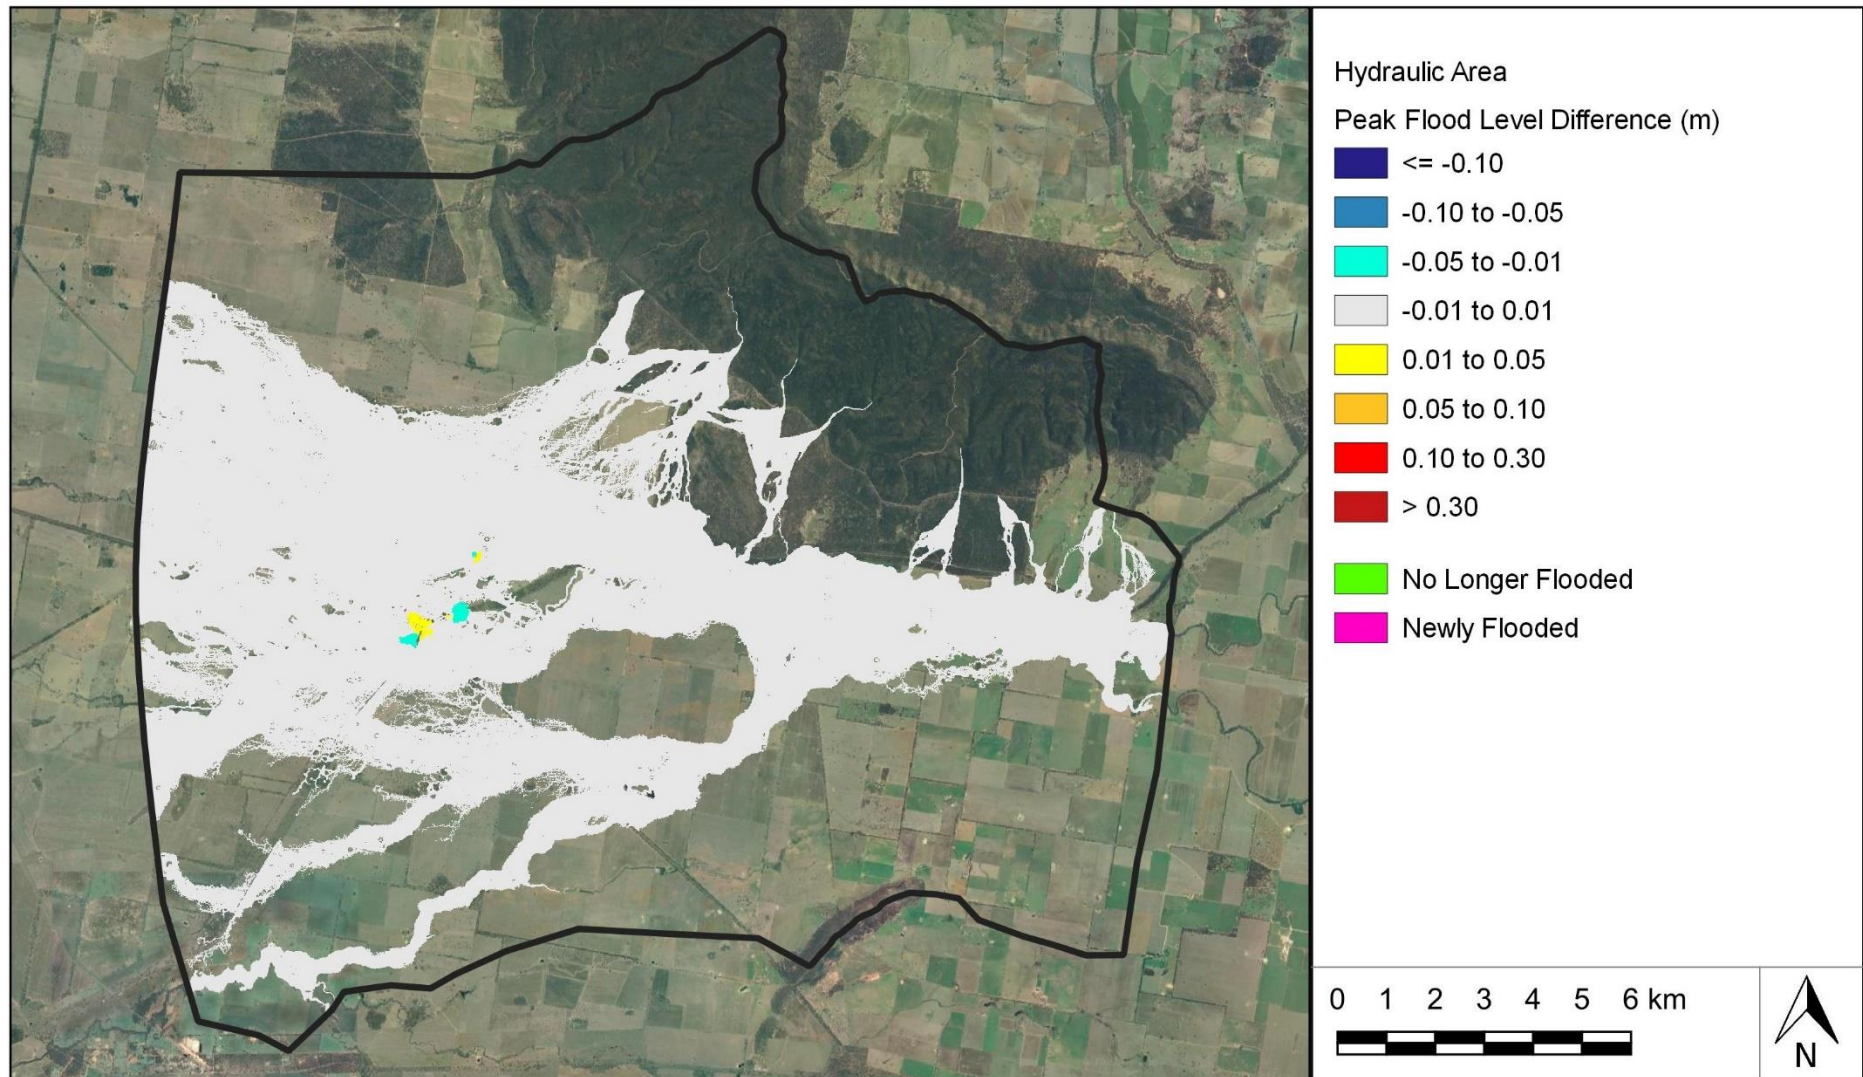 Hydraulic Area
Peak Flood Level Difference (m)
<= -0.10
-0.10 to -0.05
-0.05 to -0.01
-0.01 to 0.01
0.01 to 0.05
0.05 to 0.10
0.10 to 0.30
> 0.30
No Longer Flooded
Newly Flooded
0 1 2 3 4 5 6 km
N